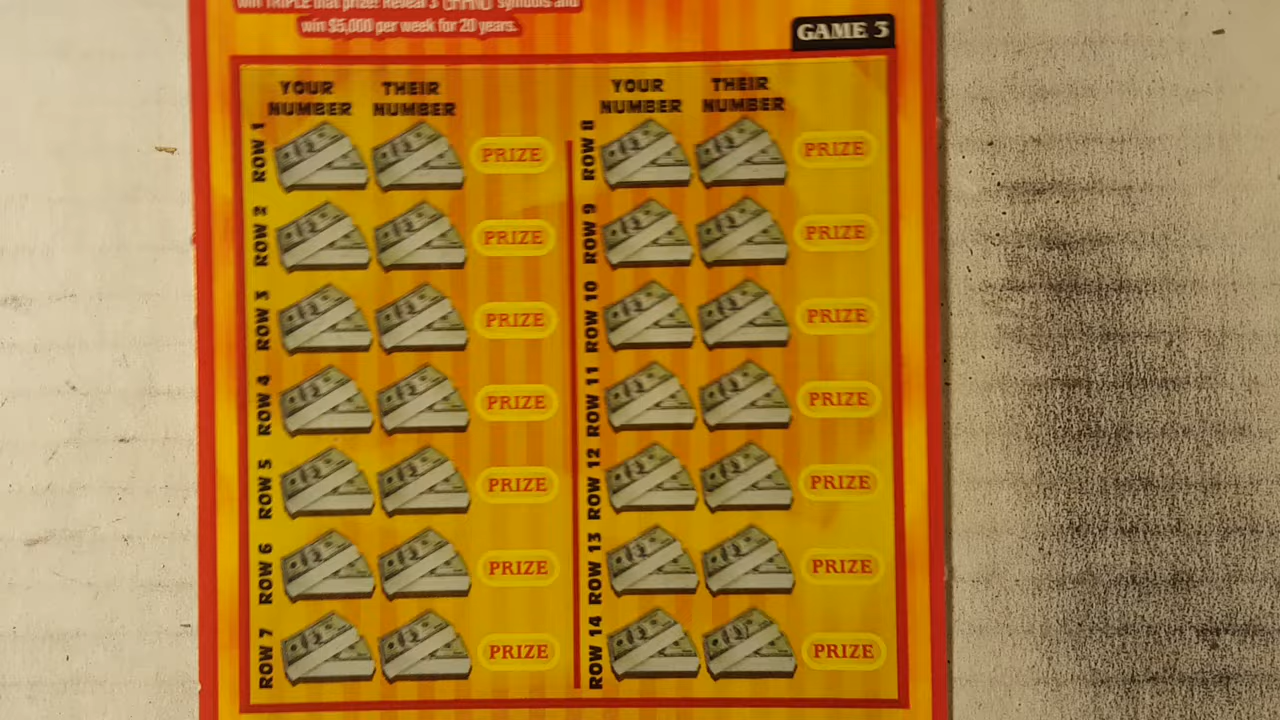 win TRIPLE that prize! Reveal 3 GRAND symbols and
win $5,000 per week for 20 years.
GAME 3
YOUR NUMBER THEIR NUMBER
YOUR NUMBER THEIR NUMBER
ROW 1 PRIZE
ROW 2 PRIZE
ROW 3 PRIZE
ROW 4 PRIZE
ROW 5 PRIZE
ROW 6 PRIZE
ROW 7 PRIZE
ROW 8 PRIZE
ROW 9 PRIZE
ROW 10 PRIZE
ROW 11 PRIZE
ROW 12 PRIZE
ROW 13 PRIZE
ROW 14 PRIZE